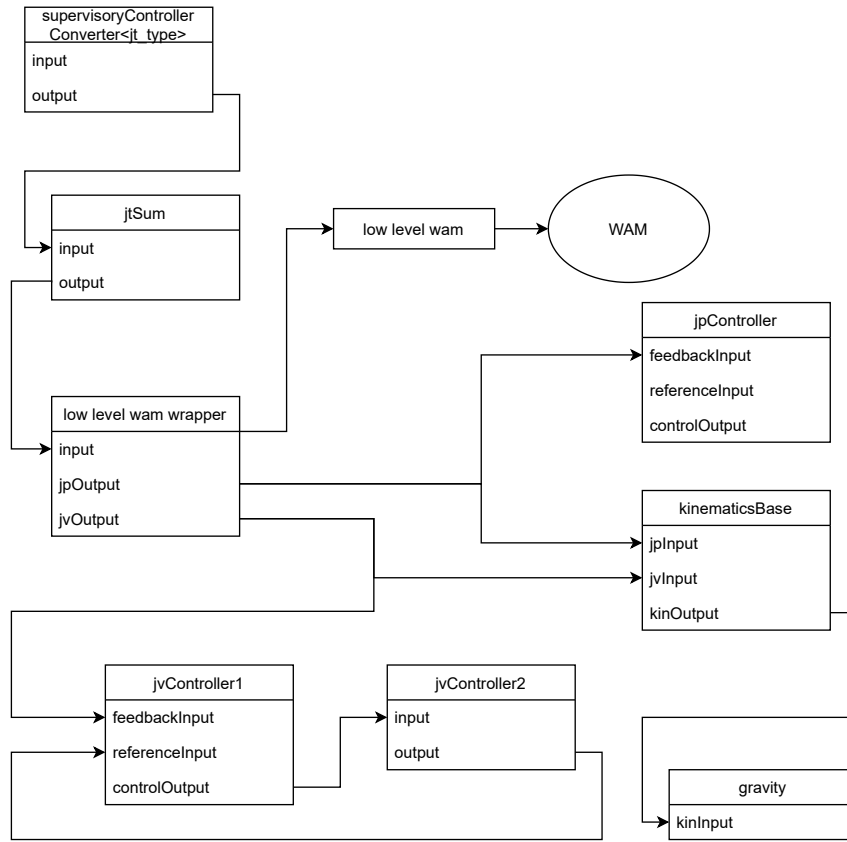 supervisoryController
Converter<jt_type>
input
output
jtSum
input
output
low level wam
WAM
jpController
feedbackInput
referenceInput
controlOutput
low level wam wrapper
input
jpOutput
jvOutput
kinematicsBase
jpInput
jvInput
kinOutput
jvController1
feedbackInput
referenceInput
controlOutput
jvController2
input
output
gravity
kinInput